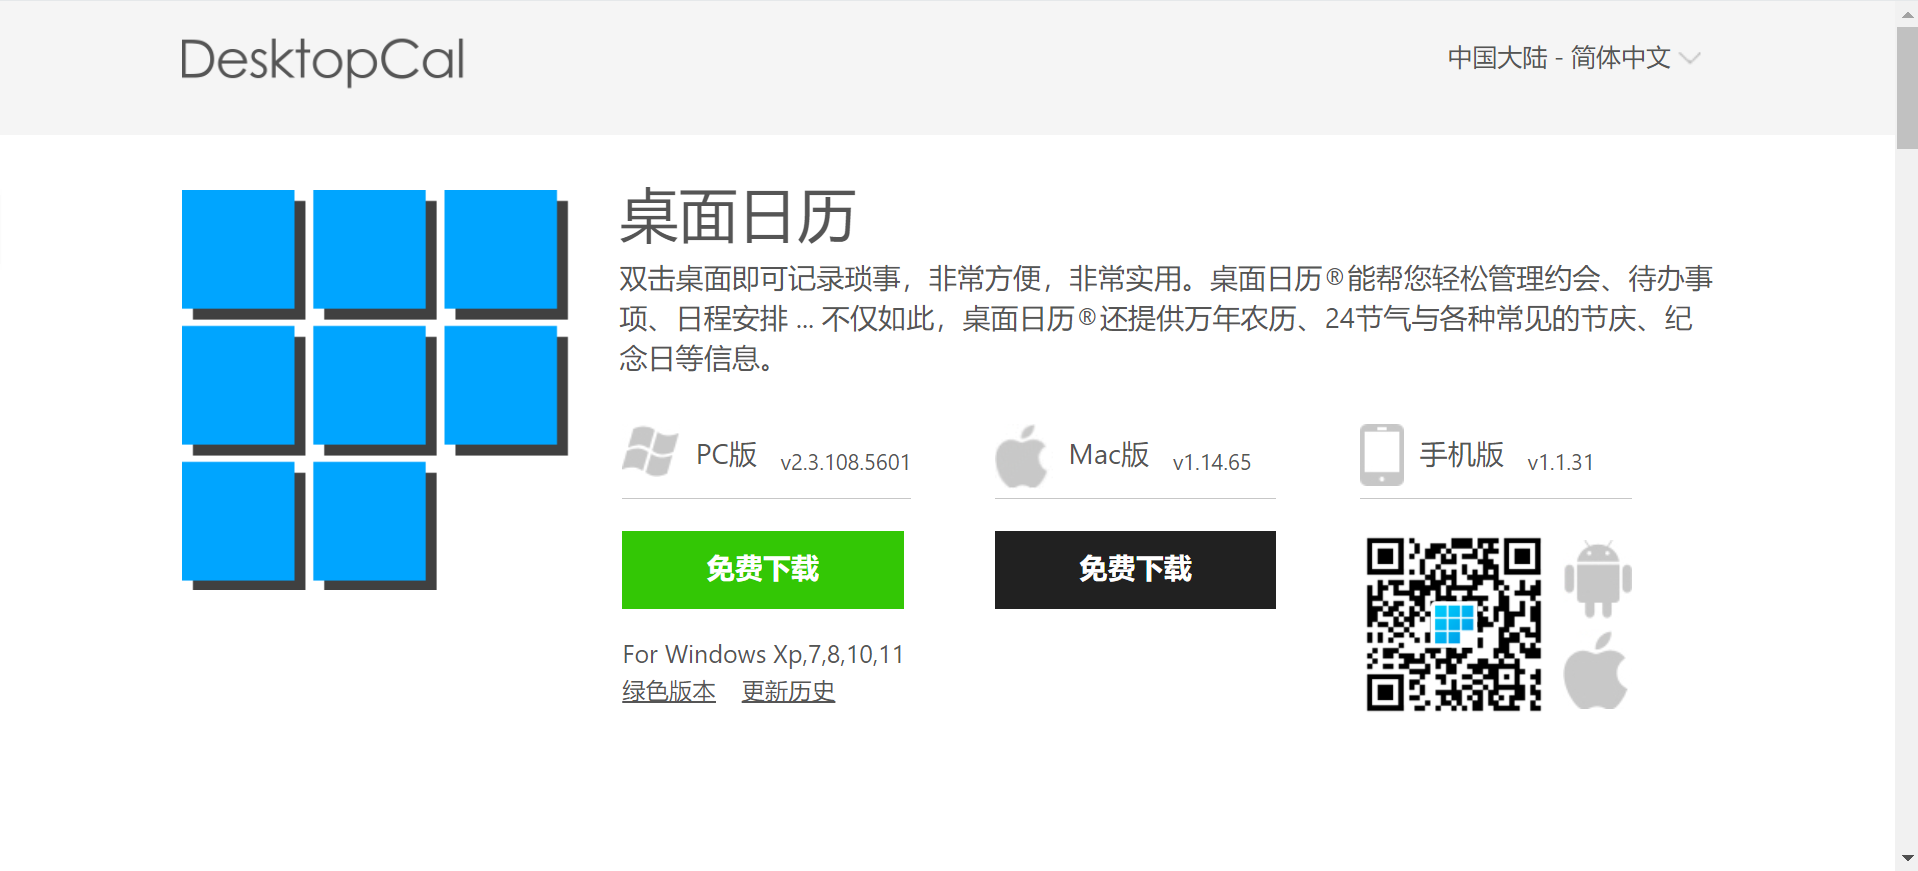 DesktopCal
中国大陆 - 简体中文
桌面日历
双击桌面即可记录琐事，非常方便，非常实用。桌面日历®能帮您轻松管理约会、待办事
项、日程安排 ... 不仅如此，桌面日历®还提供万年农历、24节气与各种常见的节庆、纪
念日等信息。
PC版 v2.3.108.5601
Mac版 v1.14.65
手机版 v1.1.31
免费下载
免费下载
For Windows Xp,7,8,10,11
绿色版本 更新历史